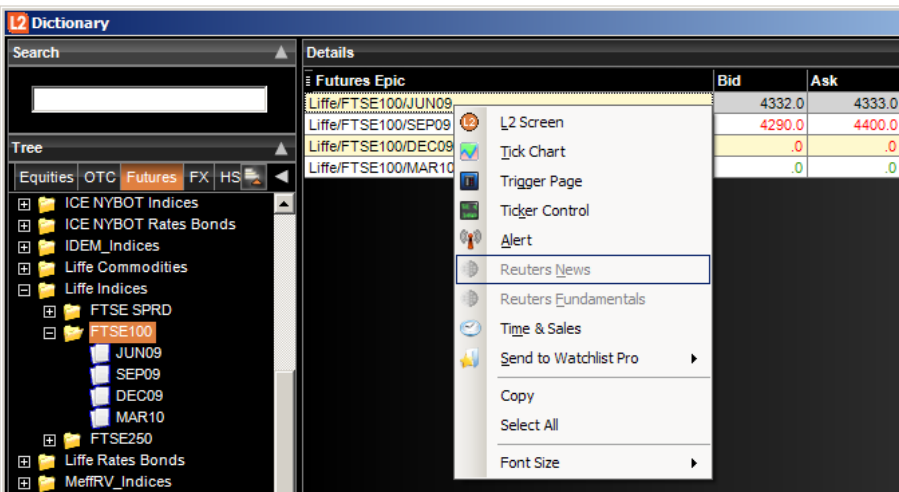 L2 Dictionary
Search
Details
Futures Epic Bid Ask
Liffe/FTSE100/JUN09 4332.0 4333.0
Liffe/FTSE100/SEP09 4290.0 4400.0
Liffe/FTSE100/DEC09 .0 .0
Liffe/FTSE100/MAR10 .0 .0
Tree
Equities OTC Futures FX HS
ICE NYBOT Indices
ICE NYBOT Rates Bonds
IDEM_Indices
Liffe Commodities
Liffe Indices
FTSE SPRD
FTSE100
JUN09
SEP09
DEC09
MAR10
FTSE250
Liffe Rates Bonds
MeffRV_Indices
L2 L2 Screen
Tick Chart
Trigger Page
Ticker Control
Alert
Reuters News
Reuters Fundamentals
Time & Sales
Send to Watchlist Pro
Copy
Select All
Font Size